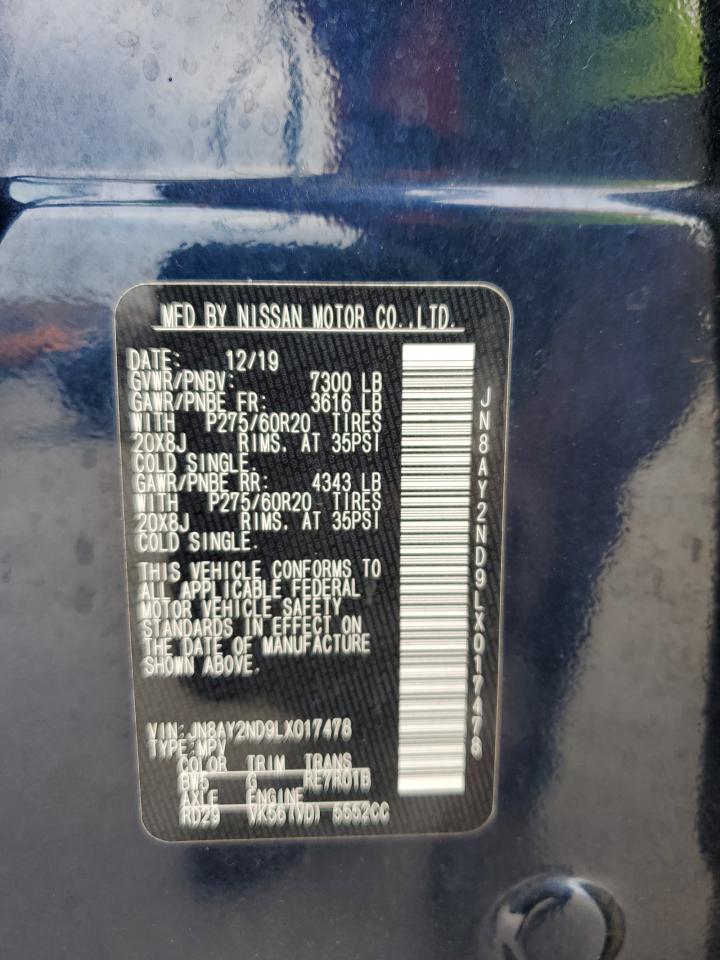 MFD BY NISSAN MOTOR CO.,LTD.
DATE: 12/19
GVWR/PNBV: 7300 LB
GAWR/PNBE FR: 3616 LB
WITH P275/60R20 TIRES
20X8J RIMS. AT 35PSI
COLD SINGLE.
GAWR/PNBE RR: 4343 LB
WITH P275/60R20 TIRES
20X8J RIMS. AT 35PSI
COLD SINGLE.
THIS VEHICLE CONFORMS TO
ALL APPLICABLE FEDERAL
MOTOR VEHICLE SAFETY
STANDARDS IN EFFECT ON
THE DATE OF MANUFACTURE
SHOWN ABOVE.
VIN: JN8AY2ND9LX017478
TYPE:MPV
COLOR TRIM TRANS
BW5 G RE7R01B
AXLE ENGINE
RD29 VK56(VD) 5552CC
JN8AY2ND9LX017478